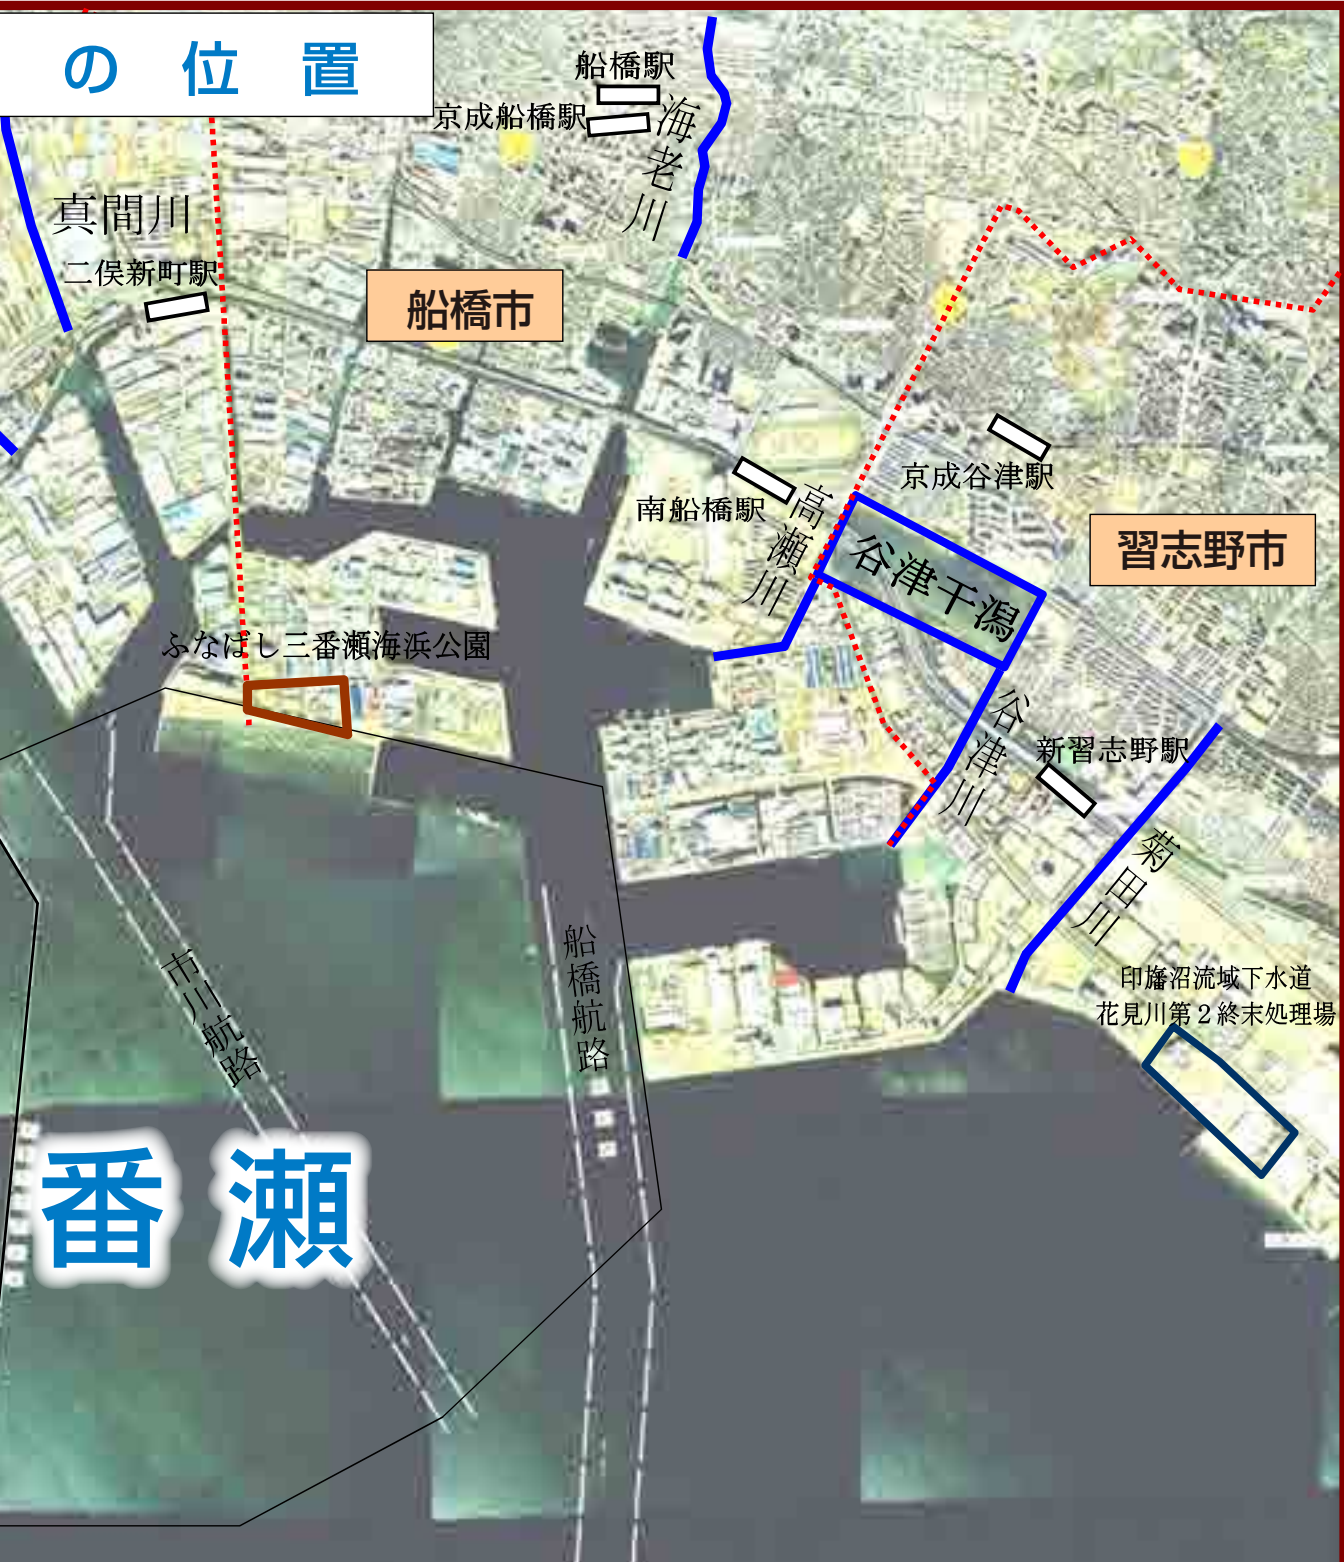 の位置
船橋駅
京成船橋駅
海老川
真間川
二俣新町駅
船橋市
京成谷津駅
南船橋駅
高瀬川
谷津干潟
習志野市
ふなばし三番瀬海浜公園
谷津川
新習志野駅
菊田川
市川航路
船橋航路
印旛沼流域下水道
花見川第２終末処理場
番瀬